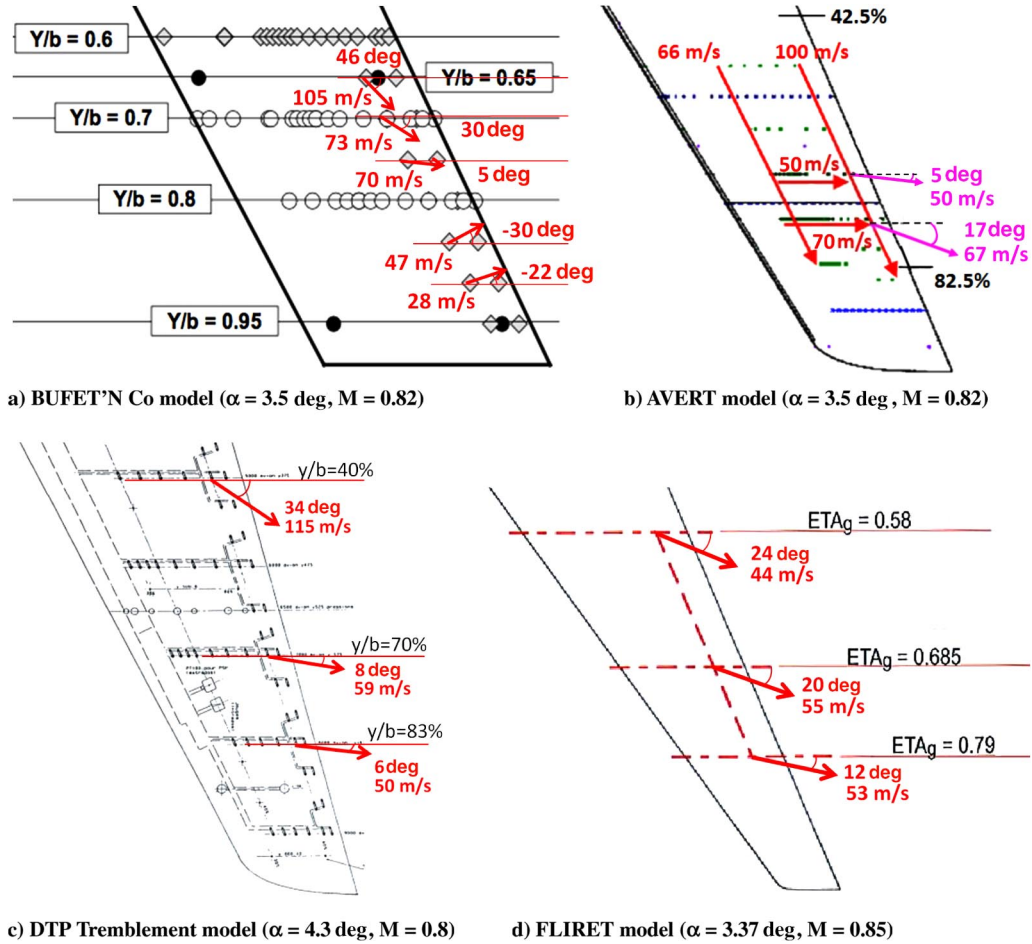 Y/b = 0.6
46 deg
Y/b = 0.65
105 m/s
Y/b = 0.7
30 deg
73 m/s
5 deg
70 m/s
Y/b = 0.8
-30 deg
47 m/s
-22 deg
28 m/s
Y/b = 0.95
a) BUFET'N Co model (α = 3.5 deg, M = 0.82)
42.5%
66 m/s
100 m/s
50 m/s
5 deg
50 m/s
17 deg
70 m/s
67 m/s
82.5%
b) AVERT model (α = 3.5 deg, M = 0.82)
y/b=40%
34 deg
115 m/s
y/b=70%
8 deg
59 m/s
y/b=83%
6 deg
50 m/s
c) DTP Tremblement model (α = 4.3 deg, M = 0.8)
ETAg = 0.58
24 deg
44 m/s
ETAg = 0.685
20 deg
55 m/s
ETAg = 0.79
12 deg
53 m/s
d) FLIRET model (α = 3.37 deg, M = 0.85)